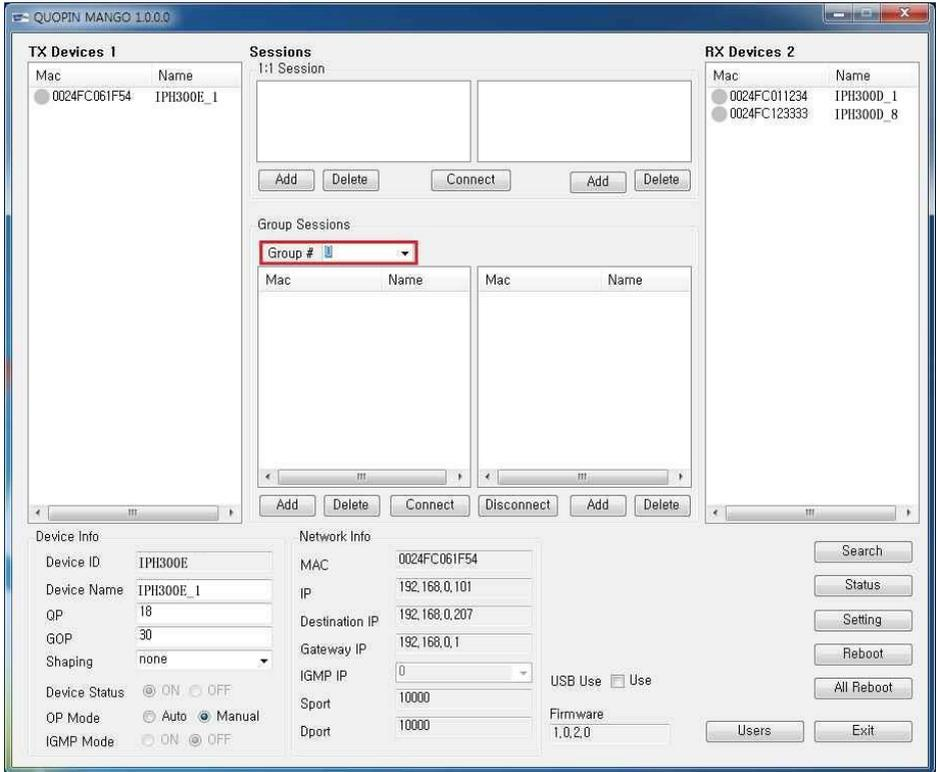 QUOPIN MANGO 1.0.0.0
TX Devices 1
Mac Name
0024FC061F54 IPH300E_1
Sessions
1:1 Session
Add Delete Connect Add Delete
Group Sessions
Group #
Mac Name Mac Name
Add Delete Connect Disconnect Add Delete
RX Devices 2
Mac Name
0024FC011234 IPH300D_1
0024FC123333 IPH300D_8
Device Info
Device ID IPH300E
Device Name IPH300E_1
QP 18
GOP 30
Shaping none
Device Status ON OFF
OP Mode Auto Manual
IGMP Mode ON OFF
Network Info
MAC 0024FC061F54
IP 192,168,0,101
Destination IP 192,168,0,207
Gateway IP 192,168,0,1
IGMP IP 0
Sport 10000
Dport 10000
USB Use Use
Firmware
1,0,2,0
Search
Status
Setting
Reboot
All Reboot
Users Exit